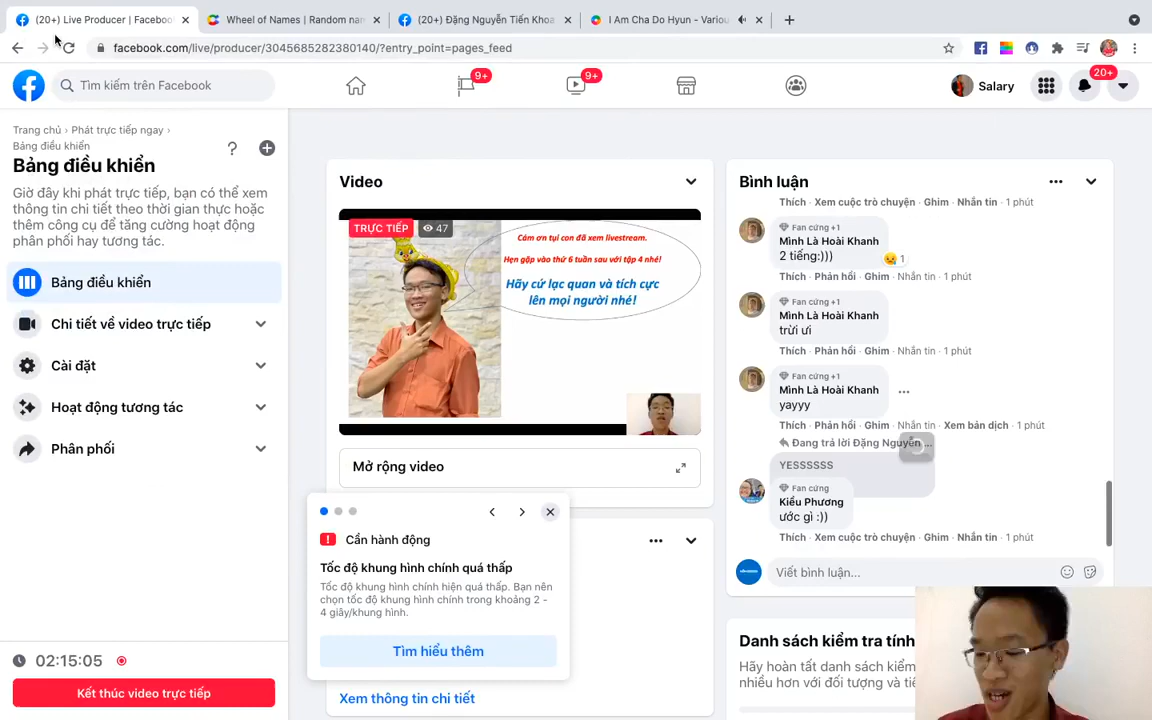 (20+) Live Producer | Facebook
Wheel of Names | Random nam
(20+) Đặng Nguyễn Tiến Khoa
I Am Cha Do Hyun - Variou
facebook.com/live/producer/3045685282380140/?entry_point=pages_feed
Tìm kiếm trên Facebook
9+
9+
Salary
20+
Trang chủ › Phát trực tiếp ngay ›
Bảng điều khiển
Bảng điều khiển
Giờ đây khi phát trực tiếp, bạn có thể xem
thông tin chi tiết theo thời gian thực hoặc
thêm công cụ để tăng cường hoạt động
phân phối hay tương tác.
Bảng điều khiển
Chi tiết về video trực tiếp
Cài đặt
Hoạt động tương tác
Phân phối
02:15:05
Kết thúc video trực tiếp
Video
TRỰC TIẾP
47
Cảm ơn tụi con đã xem livestream.
Hẹn gặp vào thứ 6 tuần sau với tập 4 nhé!
Hãy cứ lạc quan và tích cực
lên mọi người nhé!
Mở rộng video
Cần hành động
Tốc độ khung hình chính quá thấp
Tốc độ khung hình chính hiện quá thấp. Bạn nên
chọn tốc độ khung hình chính trong khoảng 2 -
4 giây/khung hình.
Tìm hiểu thêm
Xem thông tin chi tiết
Bình luận
Thích · Xem cuộc trò chuyện · Ghim · Nhắn tin · 1 phút
Fan cứng +1
Mình Là Hoài Khanh
2 tiếng:)))
1
Thích · Phản hồi · Ghim · Nhắn tin · 1 phút
Fan cứng +1
Mình Là Hoài Khanh
trừi ưi
Thích · Phản hồi · Ghim · Nhắn tin · 1 phút
Fan cứng +1
Mình Là Hoài Khanh
yayyy
Thích · Phản hồi · Ghim · Nhắn tin · Xem bản dịch · 1 phút
Đang trả lời Đặng Nguyễn ...
YESSSSSS
Fan cứng
Kiều Phương
ước gì :))
Thích · Xem cuộc trò chuyện · Ghim · Nhắn tin · 1 phút
Viết bình luận...
Danh sách kiểm tra tính
Hãy hoàn tất danh sách kiểm
nhiều hơn với đối tượng và